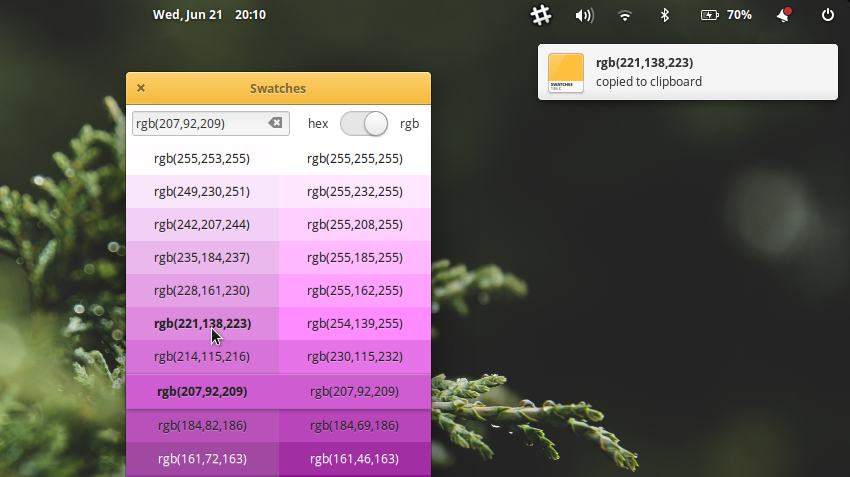 Wed, Jun 21 20:10
70%
rgb(221,138,223)
copied to clipboard
SWATCHES
Swatches
rgb(207,92,209)
hex
rgb
rgb(255,253,255) rgb(255,255,255)
rgb(249,230,251) rgb(255,232,255)
rgb(242,207,244) rgb(255,208,255)
rgb(235,184,237) rgb(255,185,255)
rgb(228,161,230) rgb(255,162,255)
rgb(221,138,223) rgb(254,139,255)
rgb(214,115,216) rgb(230,115,232)
rgb(207,92,209) rgb(207,92,209)
rgb(184,82,186) rgb(184,69,186)
rgb(161,72,163) rgb(161,46,163)